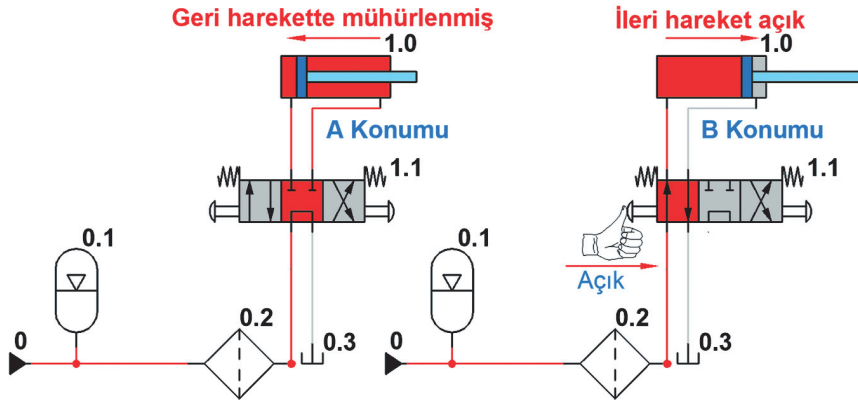 Geri harekette mühürlenmiş
1.0
A Konumu
1.1
0.1
0.2
0
0.3
İleri hareket açık
1.0
B Konumu
1.1
Açık
0.1
0.2
0
0.3